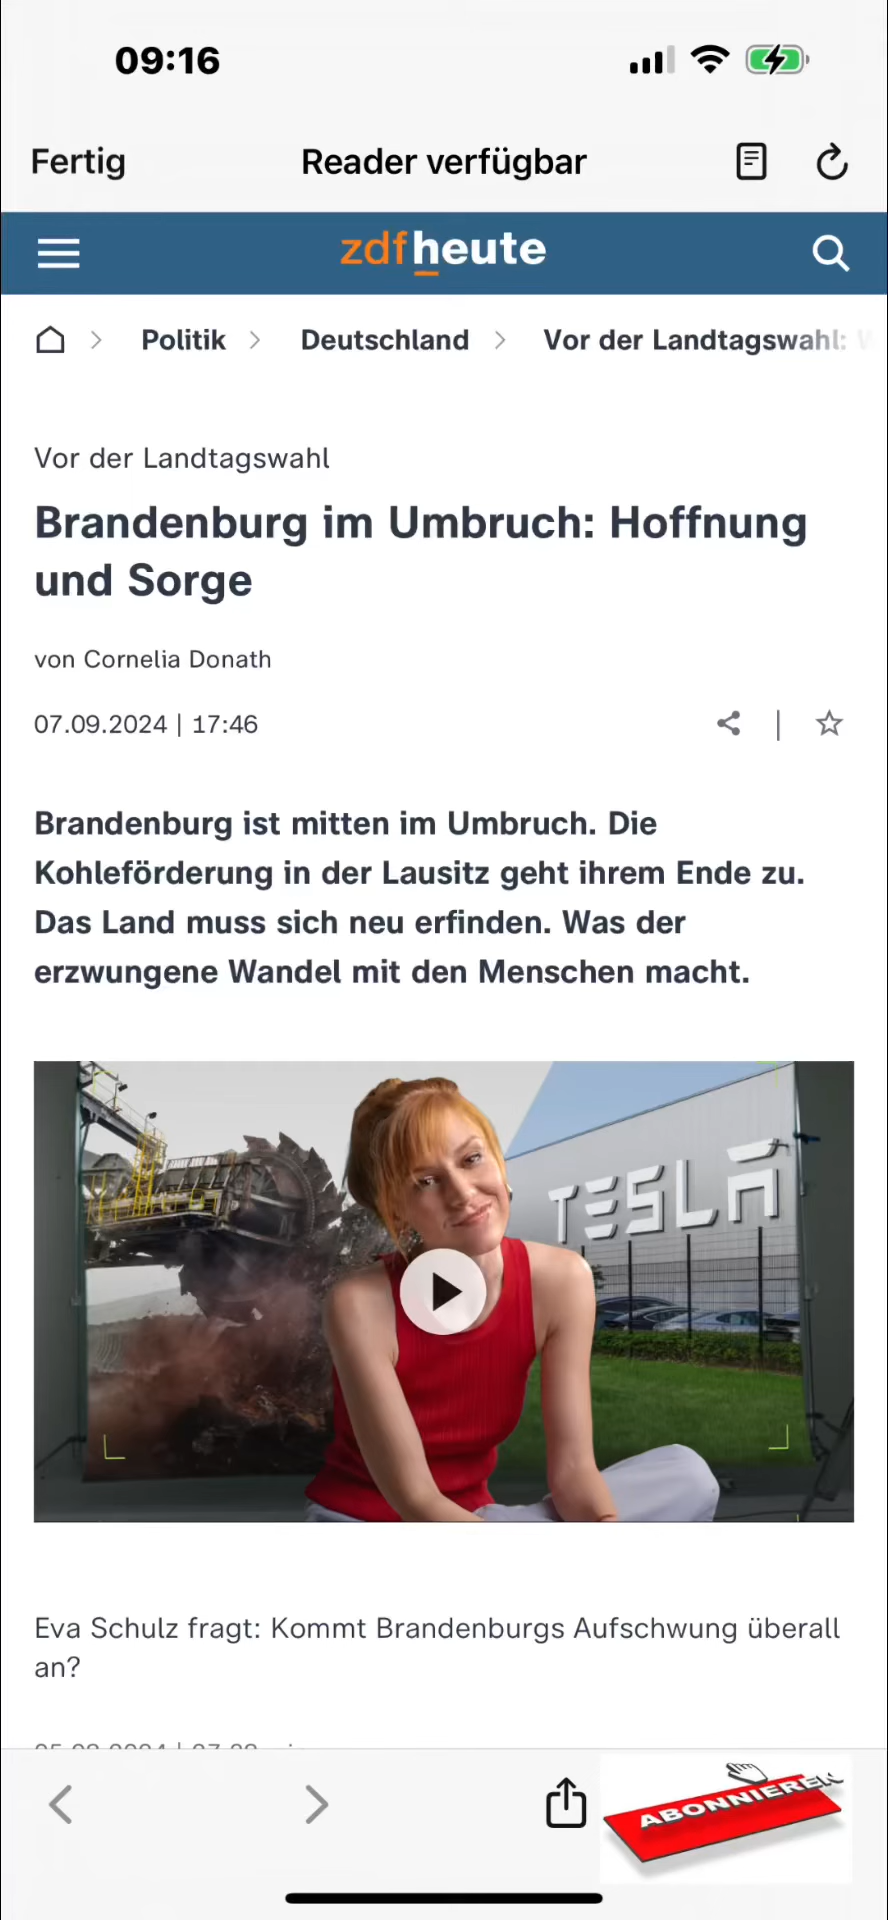 09:16
Fertig
Reader verfügbar
zdfheute
Politik
Deutschland
Vor der Landtagswahl:
Vor der Landtagswahl
Brandenburg im Umbruch: Hoffnung
und Sorge
von Cornelia Donath
07.09.2024 | 17:46
Brandenburg ist mitten im Umbruch. Die
Kohleförderung in der Lausitz geht ihrem Ende zu.
Das Land muss sich neu erfinden. Was der
erzwungene Wandel mit den Menschen macht.
TESLA
Eva Schulz fragt: Kommt Brandenburgs Aufschwung überall
an?
ABONNIEREN